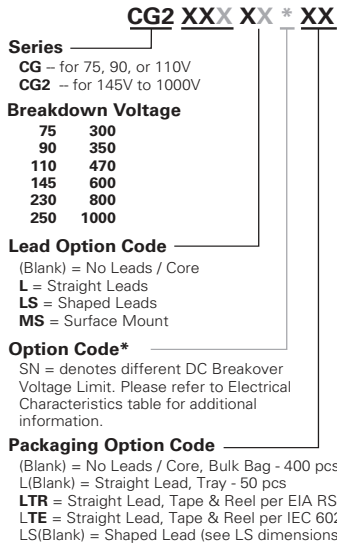 CG2 XXX XX * XX
Series
CG – for 75, 90, or 110V
CG2 – for 145V to 1000V
Breakdown Voltage
75 300
90 350
110 470
145 600
230 800
250 1000
Lead Option Code
(Blank) = No Leads / Core
L = Straight Leads
LS = Shaped Leads
MS = Surface Mount
Option Code*
SN = denotes different DC Breakover
Voltage Limit. Please refer to Electrical
Characteristics table for additional
information.
Packaging Option Code
(Blank) = No Leads / Core, Bulk Bag - 400 pcs
L(Blank) = Straight Lead, Tray - 50 pcs
LTR = Straight Lead, Tape & Reel per EIA RS
LTE = Straight Lead, Tape & Reel per IEC 602
LS(Blank) = Shaped Lead (see LS dimensions